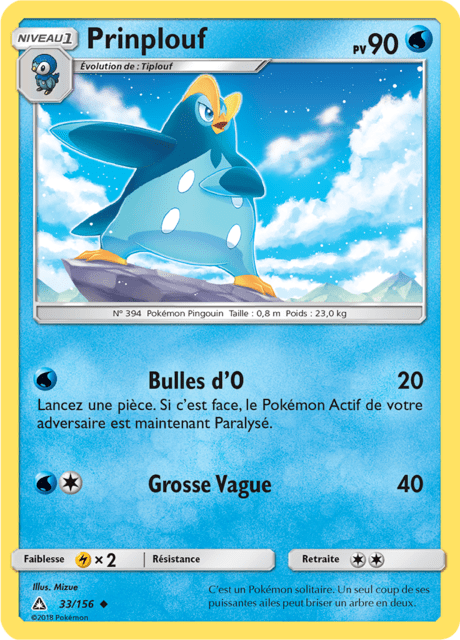 NIVEAU 1
Prinplouf
PV 90
Évolution de : Tiplouf
N° 394 Pokémon Pingouin Taille : 0,8 m Poids : 23,0 kg
Bulles d'O 20
Lancez une pièce. Si c'est face, le Pokémon Actif de votre
adversaire est maintenant Paralysé.
Grosse Vague 40
Faiblesse ×2 Résistance Retraite
Illus. Mizue
33/156
©2018 Pokémon
C'est un Pokémon solitaire. Un seul coup de ses
puissantes ailes peut briser un arbre en deux.